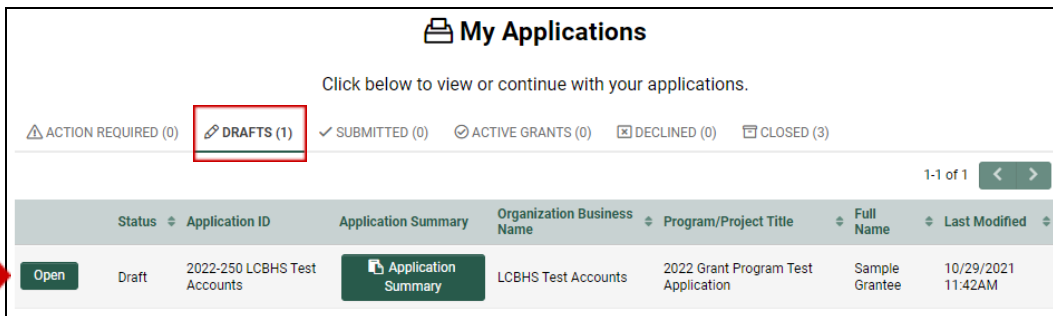 My Applications
Click below to view or continue with your applications.
ACTION REQUIRED (0) DRAFTS (1) SUBMITTED (0) ACTIVE GRANTS (0) DECLINED (0) CLOSED (3)
1-1 of 1
Status Application ID Application Summary Organization Business Name Program/Project Title Full Name Last Modified
Open Draft 2022-250 LCBHS Test Accounts Application Summary LCBHS Test Accounts 2022 Grant Program Test Application Sample Grantee 10/29/2021 11:42AM